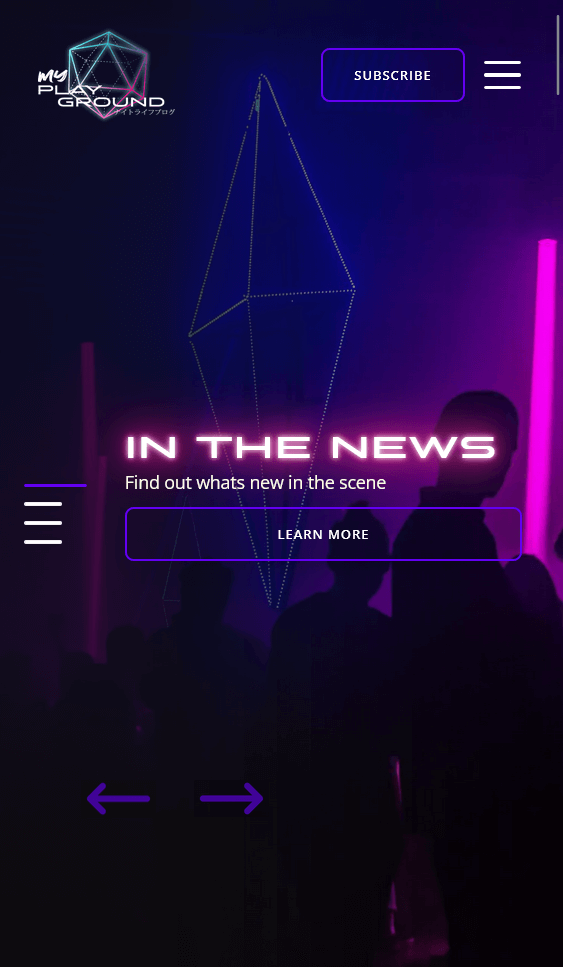 my
PLAY
GROUND
ナイトライフブログ
SUBSCRIBE
IN THE NEWS
Find out whats new in the scene
LEARN MORE